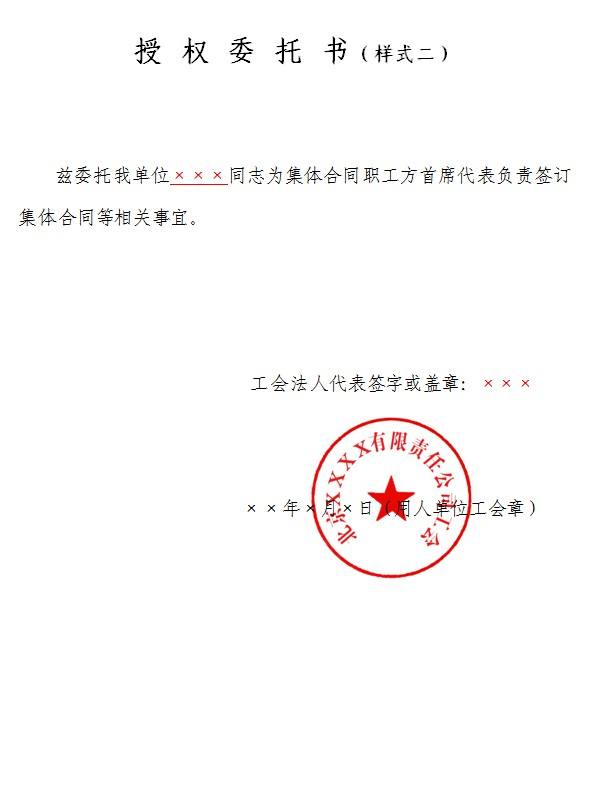 授权委托书(样式二)
兹委托我单位×××同志为集体合同职工方首席代表负责签订
集体合同等相关事宜。
工会法人代表签字或盖章：×××
北京XXXX有限责任公司工会
××年×月×日(用人单位工会章)